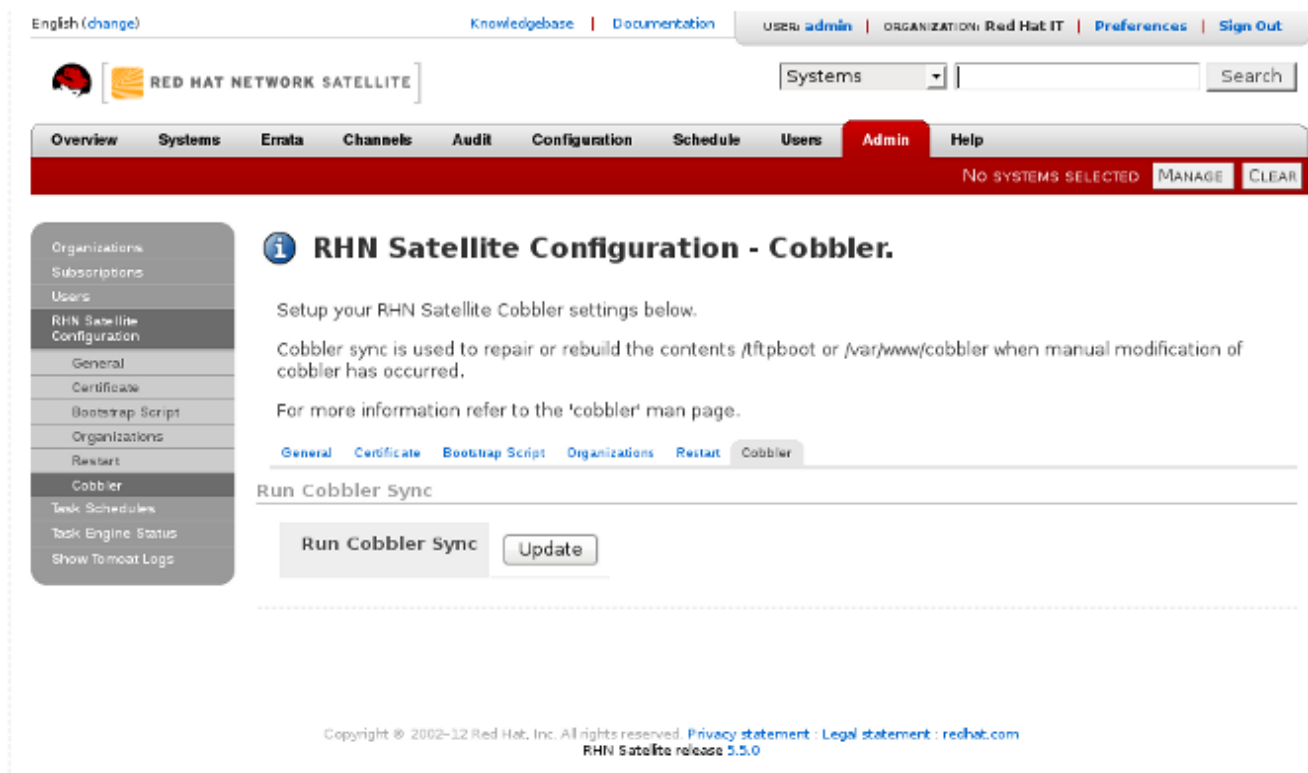 English (change) Knowledgebase | Documentation USER: admin | ORGANIZATION: Red Hat IT | Preferences | Sign Out
RED HAT NETWORK SATELLITE Systems Search
Overview Systems Errata Channels Audit Configuration Schedule Users Admin Help
NO SYSTEMS SELECTED MANAGE CLEAR
Organizations
Subscriptions
Users
RHN Satellite
Configuration
General
Certificate
Bootstrap Script
Organizations
Restart
Cobbler
Task Schedules
Task Engine Status
Show Tomcat Logs
RHN Satellite Configuration - Cobbler.
Setup your RHN Satellite Cobbler settings below.
Cobbler sync is used to repair or rebuild the contents /tftpboot or /var/www/cobbler when manual modification of
cobbler has occurred.
For more information refer to the 'cobbler' man page.
General Certificate Bootstrap Script Organizations Restart Cobbler
Run Cobbler Sync
Run Cobbler Sync Update
Copyright © 2002-12 Red Hat, Inc. All rights reserved. Privacy statement : Legal statement : redhat.com
RHN Satellite release 5.5.0